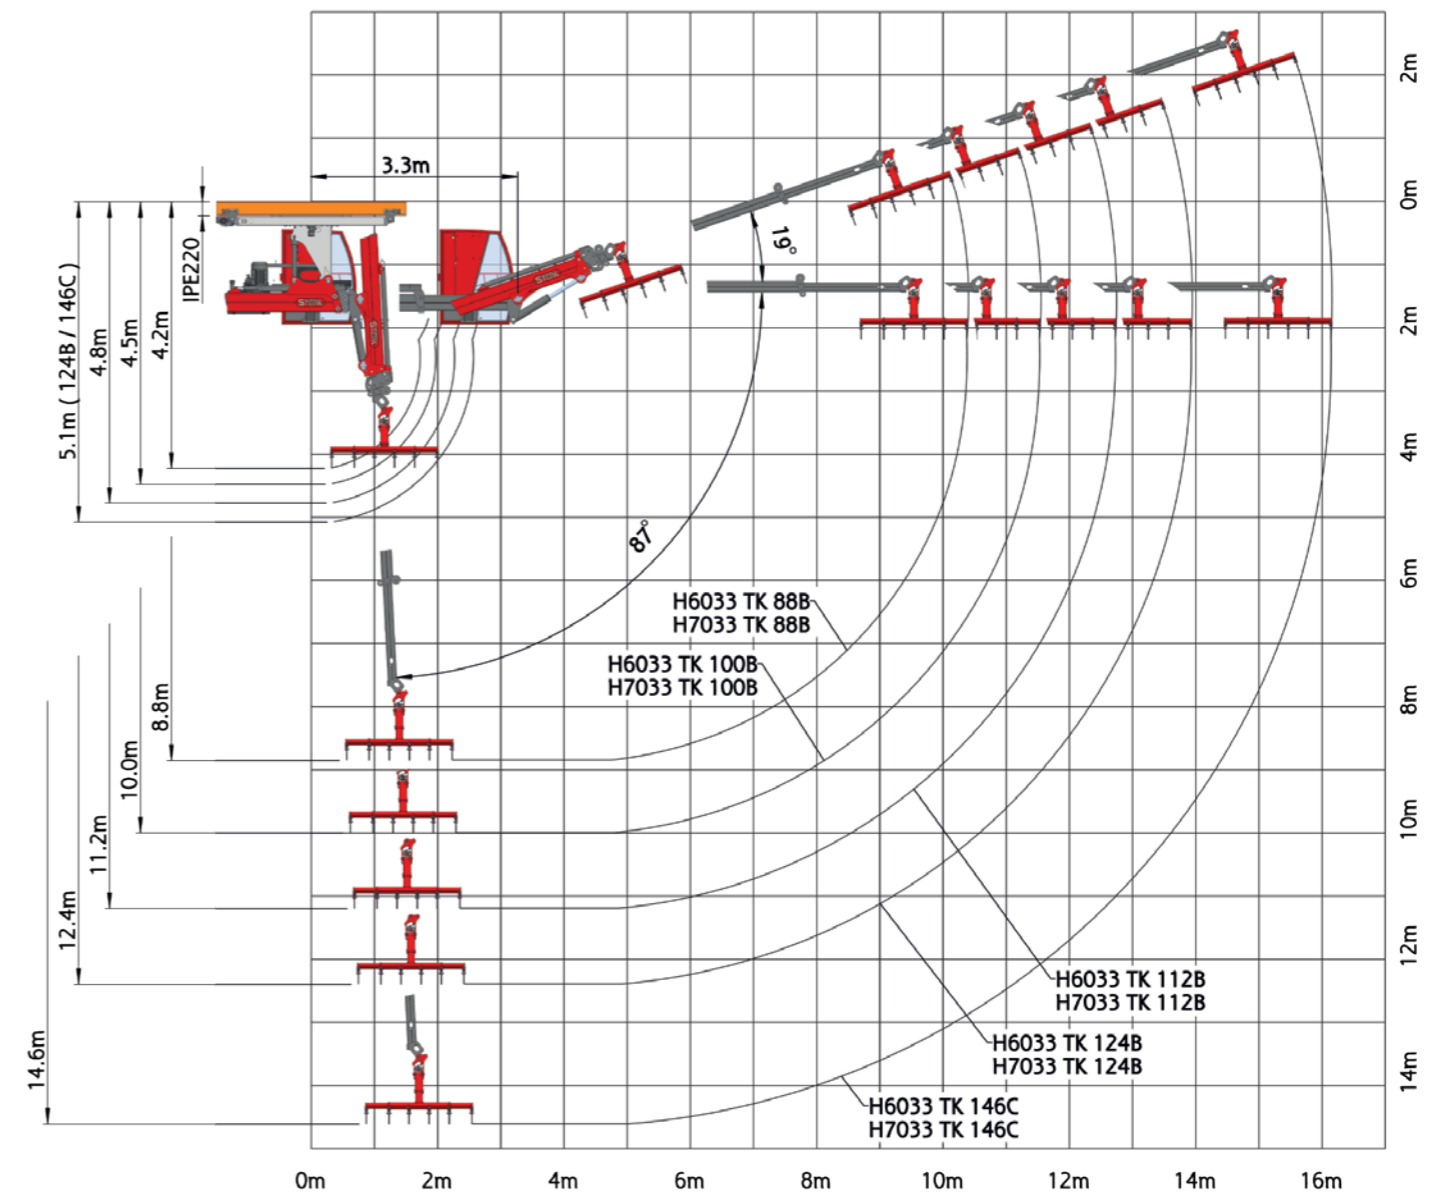 2m
3.3m
0m
IPE220
19°
5.1m ( 124B / 146C)
4.8m
4.5m
4.2m
2m
4m
87°
6m
H6033 TK 88B
H7033 TK 88B
H6033 TK 100B
H7033 TK 100B
8m
8.8m
10.0m
11.2m
12.4m
14.6m
10m
12m
H6033 TK 112B
H7033 TK 112B
H6033 TK 124B
H7033 TK 124B
14m
H6033 TK 146C
H7033 TK 146C
0m
2m
4m
6m
8m
10m
12m
14m
16m